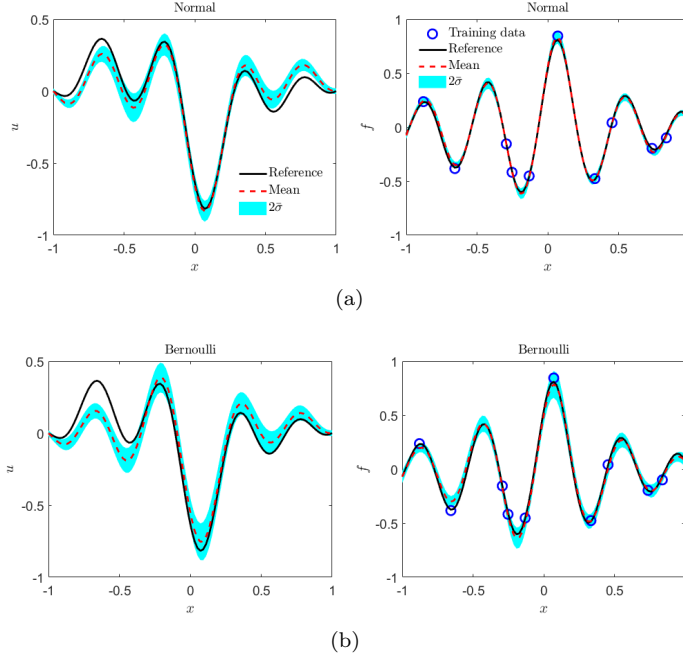 Normal
0.5
0
-0.5
-1
u
-1
-0.5
0
0.5
1
x
Reference
Mean
2σ̄
Normal
1
0.5
0
-0.5
-1
f
-1
-0.5
0
0.5
x
Training data
Reference
Mean
2σ̄
(a)
Bernoulli
0.5
0
-0.5
-1
u
-1
-0.5
0
0.5
1
x
Bernoulli
1
0.5
0
-0.5
-1
f
-1
-0.5
0
0.5
x
(b)